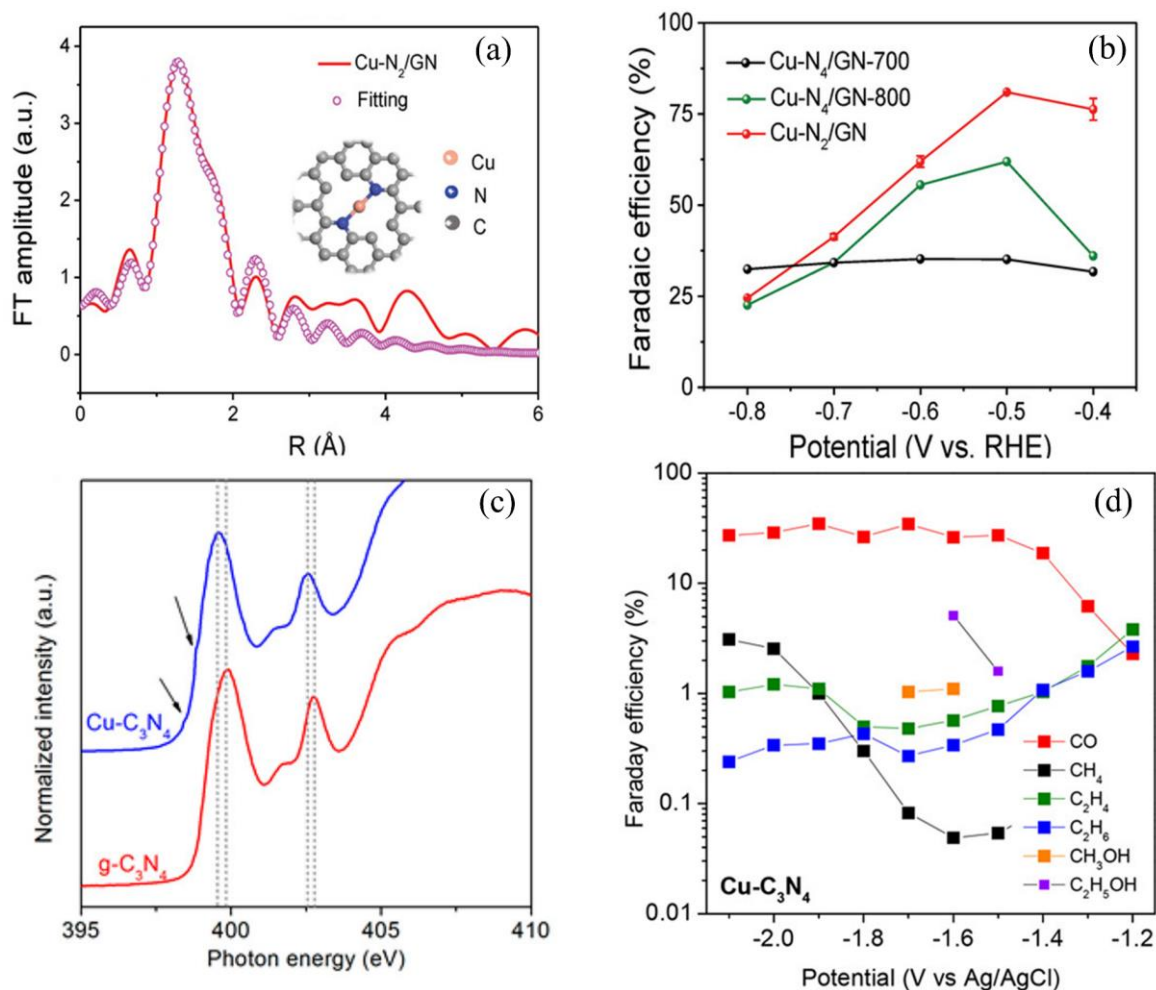 (a)
Cu-N₂/GN
Fitting
Cu
N
C
FT amplitude (a.u.)
4
3
2
1
0
0
2
4
6
R (Å)
(b)
Cu-N₄/GN-700
Cu-N₄/GN-800
Cu-N₂/GN
Faradaic efficiency (%)
100
75
50
25
0
-0.8
-0.7
-0.6
-0.5
-0.4
Potential (V vs. RHE)
(c)
Cu-C₃N₄
g-C₃N₄
Normalized intensity (a.u.)
395
400
405
410
Photon energy (eV)
(d)
Faraday efficiency (%)
100
10
1
0.1
0.01
CO
CH₄
C₂H₄
C₂H₆
CH₃OH
C₂H₅OH
Cu-C₃N₄
-2.0
-1.8
-1.6
-1.4
-1.2
Potential (V vs Ag/AgCl)